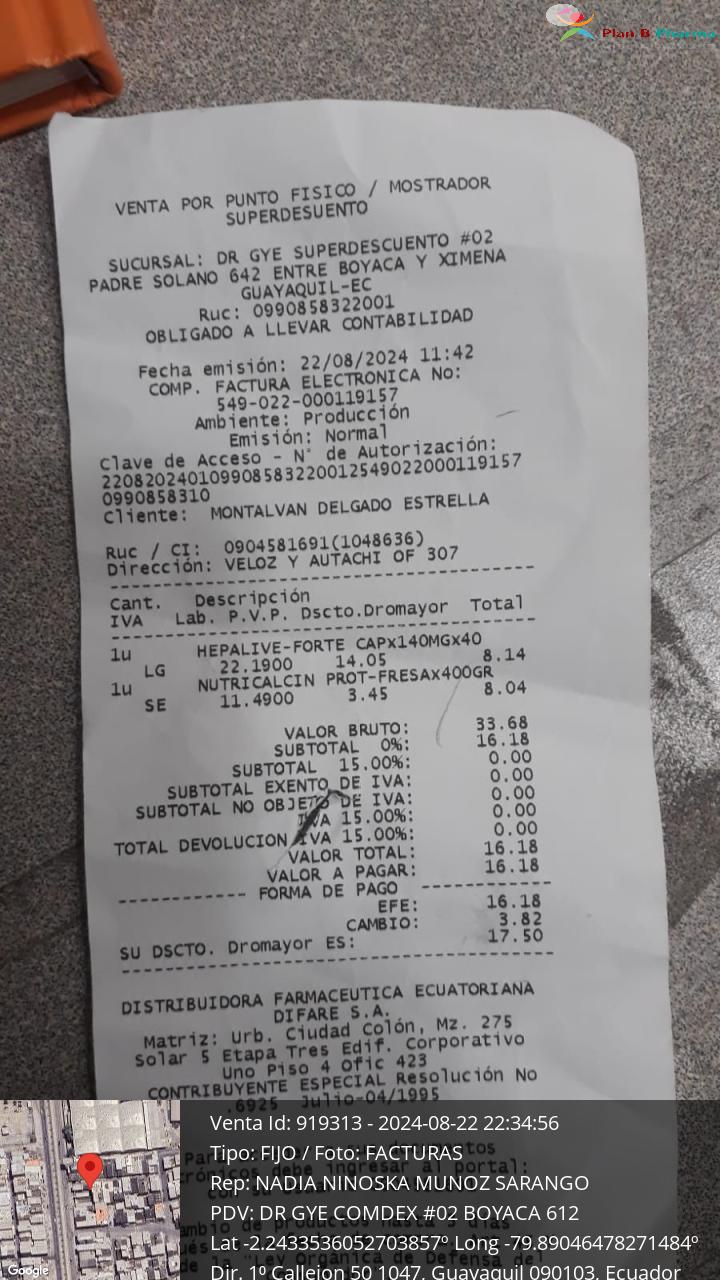 Plan B Pharma
VENTA POR PUNTO FISICO / MOSTRADOR
SUPERDESUENTO
SUCURSAL: DR GYE SUPERDESCUENTO #02
PADRE SOLANO 642 ENTRE BOYACA Y XIMENA
GUAYAQUIL-EC
Ruc: 0990858322001
OBLIGADO A LLEVAR CONTABILIDAD
Fecha emisión: 22/08/2024 11:42
COMP. FACTURA ELECTRONICA No:
549-022-000119157
Ambiente: Producción
Emisión: Normal
Clave de Acceso - N° de Autorización:
220820240109908583220012549022000119157
0990858310
Cliente: MONTALVAN DELGADO ESTRELLA
Ruc / CI: 0904581691(1048636)
Dirección: VELOZ Y AUTACHI OF 307
Cant. Descripción
IVA Lab. P.V.P. Dscto.Dromayor Total
1u HEPALIVE-FORTE CAPx140MGx40
LG 22.1900 14.05 8.14
1u NUTRICALCIN PROT-FRESAx400GR
SE 11.4900 3.45 8.04
VALOR BRUTO: 33.68
SUBTOTAL 0%: 16.18
SUBTOTAL 15.00%: 0.00
SUBTOTAL EXENTO DE IVA: 0.00
SUBTOTAL NO OBJETO DE IVA: 0.00
IVA 15.00%: 0.00
TOTAL DEVOLUCION IVA 15.00%: 0.00
VALOR TOTAL: 16.18
VALOR A PAGAR: 16.18
------------ FORMA DE PAGO ------------
EFE: 16.18
CAMBIO: 3.82
SU DSCTO. Dromayor ES: 17.50
DISTRIBUIDORA FARMACEUTICA ECUATORIANA
DIFARE S.A.
Matriz: Urb. Ciudad Colón, Mz. 275
Solar 5 Etapa Tres Edif. Corporativo
Uno Piso 4 Ofic 423
CONTRIBUYENTE ESPECIAL Resolución No
.6925 Julio-04/1995
debe ingresar al portal:
Venta Id: 919313 - 2024-08-22 22:34:56
Tipo: FIJO / Foto: FACTURAS
Rep: NADIA NINOSKA MUNOZ SARANGO
PDV: DR GYE COMDEX #02 BOYACA 612
Lat -2.2433536052703857º Long -79.89046478271484º
Dir. 1º Callejon 50 1047, Guayaquil 090103, Ecuador
Google